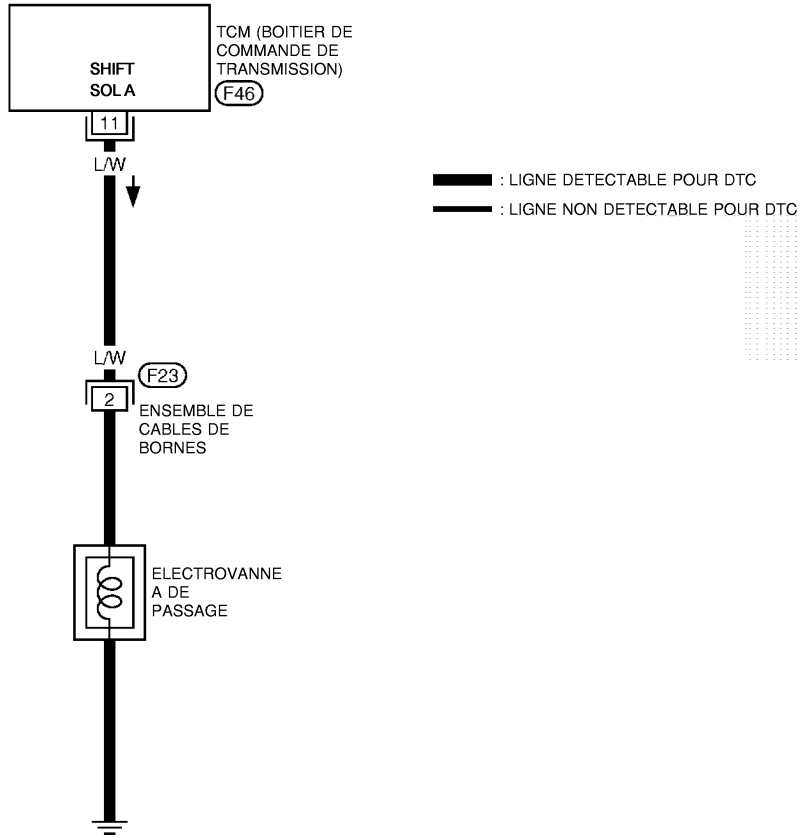 TCM (BOITIER DE
COMMANDE DE
TRANSMISSION)
F46
SHIFT
SOL A
11
L/W
: LIGNE DETECTABLE POUR DTC
: LIGNE NON DETECTABLE POUR DTC
L/W
F23
2
ENSEMBLE DE
CABLES DE
BORNES
ELECTROVANNE
A DE
PASSAGE